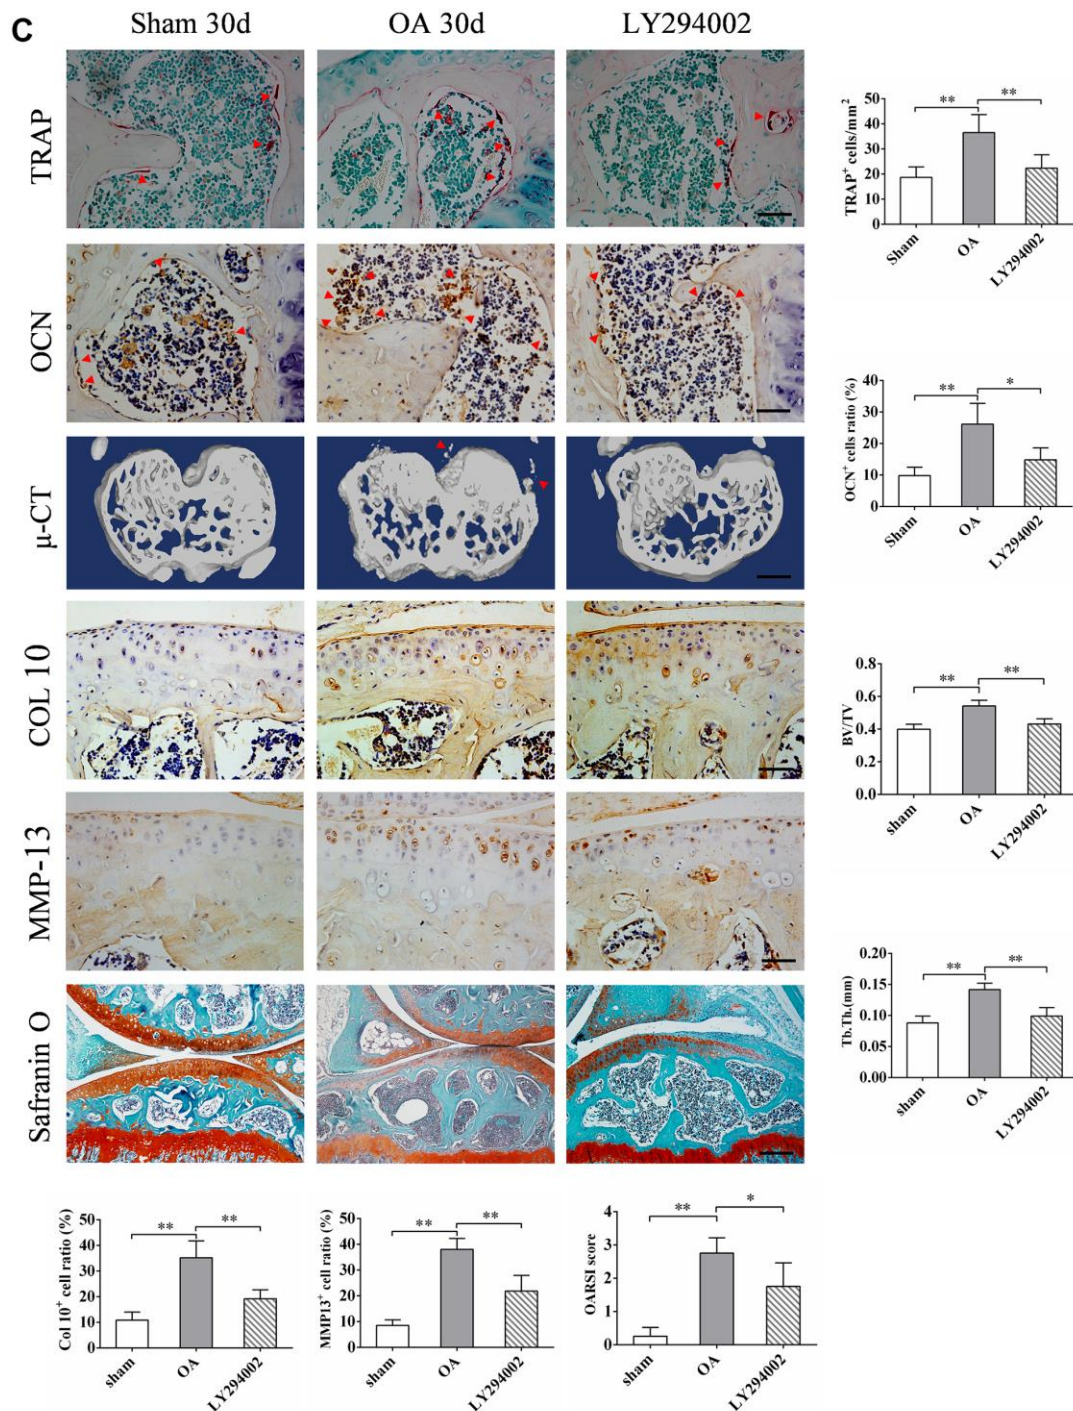 C
Sham 30d
OA 30d
LY294002
TRAP
OCN
μ-CT
COL 10
MMP-13
Safranin O
TRAP⁺ cells/mm²
50
40
30
20
10
0
**
**
Sham
OA
LY294002
OCN⁺ cells ratio (%)
40
30
20
10
0
**
*
Sham
OA
LY294002
BV/TV
0.8
0.6
0.4
0.2
0.0
**
**
sham
OA
LY294002
Tb.Th.(mm)
0.20
0.15
0.10
0.05
0.00
**
**
sham
OA
LY294002
Col 10⁺ cell ratio (%)
50
40
30
20
10
0
**
**
sham
OA
LY294002
MMP13⁺ cell ratio (%)
50
40
30
20
10
0
**
**
sham
OA
LY294002
OARSI score
4
3
2
1
0
**
*
sham
OA
LY294002